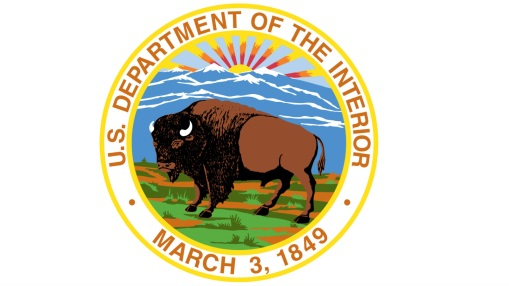 U.S. DEPARTMENT OF THE INTERIOR
MARCH 3, 1849